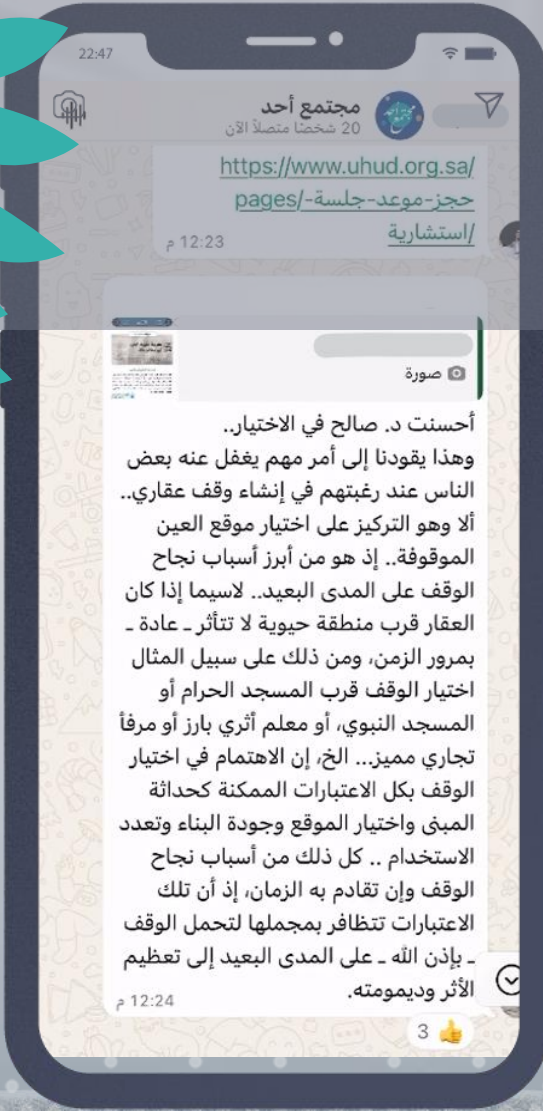 22:47
مجتمع أحد
20 شخصًا متصلاً الآن
https://www.uhud.org.sa/
pages/-حجز-موعد-جلسة
/استشارية
12:23 م
صورة
أحسنت د. صالح في الاختيار..
وهذا يقودنا إلى أمر مهم يغفل عنه بعض
الناس عند رغبتهم في إنشاء وقف عقاري..
ألا وهو التركيز على اختيار موقع العين
الموقوفة.. إذ هو من أبرز أسباب نجاح
الوقف على المدى البعيد.. لاسيما إذا كان
العقار قرب منطقة حيوية لا تتأثر ـ عادة ـ
بمرور الزمن، ومن ذلك على سبيل المثال
اختيار الوقف قرب المسجد الحرام أو
المسجد النبوي، أو معلم أثري بارز أو مرفأ
تجاري مميز... الخ، إن الاهتمام في اختيار
الوقف بكل الاعتبارات الممكنة كحداثة
المبنى واختيار الموقع وجودة البناء وتعدد
الاستخدام .. كل ذلك من أسباب نجاح
الوقف وإن تقادم به الزمان، إذ أن تلك
الاعتبارات تتظافر بمجملها لتحمل الوقف
ـ بإذن الله ـ على المدى البعيد إلى تعظيم
الأثر وديمومته.
12:24 م
3